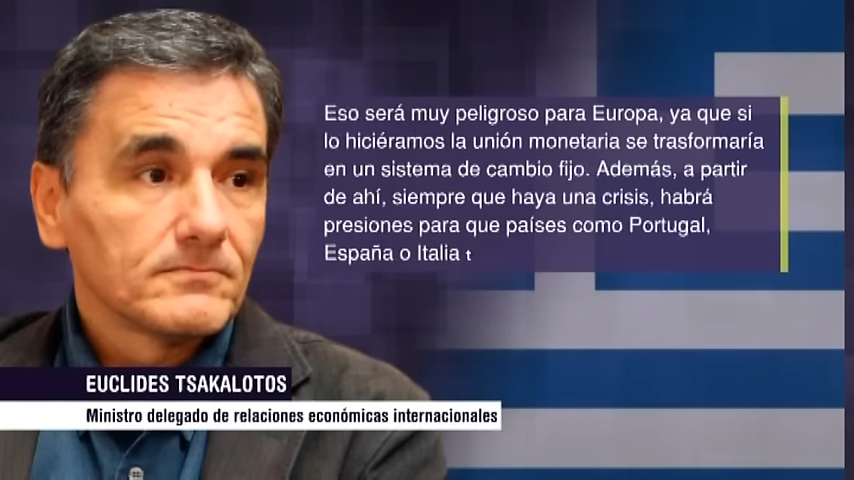 Eso será muy peligroso para Europa, ya que si
lo hiciéramos la unión monetaria se trasformaría
en un sistema de cambio fijo. Además, a partir
de ahí, siempre que haya una crisis, habrá
presiones para que países como Portugal,
España o Italia t
EUCLIDES TSAKALOTOS
Ministro delegado de relaciones económicas internacionales